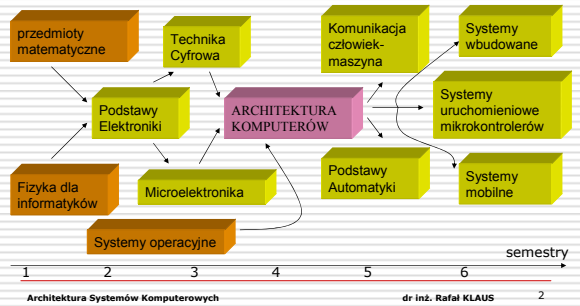 przedmioty
matematyczne
Technika
Cyfrowa
Komunikacja
człowiek-
maszyna
Systemy
wbudowane
Podstawy
Elektroniki
ARCHITEKTURA
KOMPUTERÓW
Systemy
uruchomieniowe
mikrokontrolerów
Fizyka dla
informatyków
Microelektronika
Podstawy
Automatyki
Systemy
mobilne
Systemy operacyjne
semestry
1 2 3 4 5 6
Architektura Systemów Komputerowych dr inż. Rafał KLAUS 2